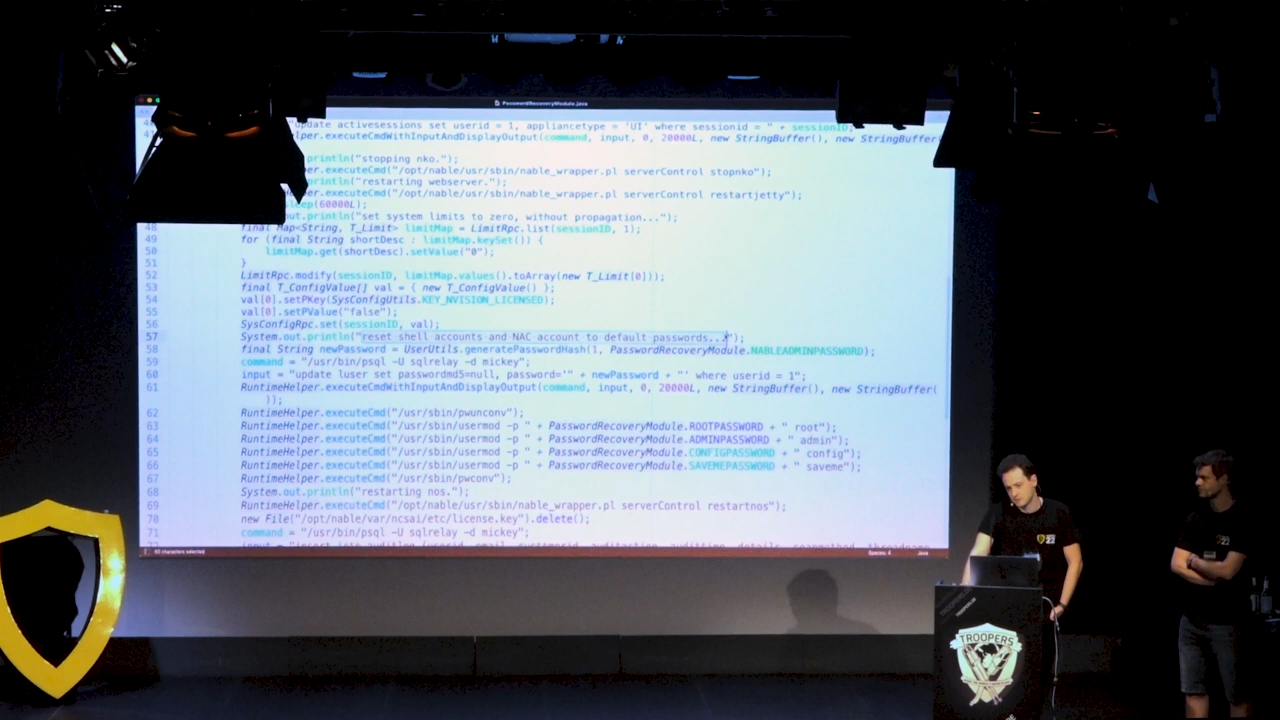 PasswordRecoveryModule.java
update activesessions set userid = 1, appliancetype = 'UI' where sessionid = " + sessionID;
lper.executeCmdWithInputAndDisplayOutput(command, input, 0, 20000L, new StringBuffer(), new StringBuffer(
println("stopping nko.");
per.executeCmd("/opt/nable/usr/sbin/nable_wrapper.pl serverControl stopnko");
println("restarting webserver.");
per.executeCmd("/opt/nable/usr/sbin/nable_wrapper.pl serverControl restartjetty");
eep(60000L);
out.println("set system limits to zero, without propagation...");
48 final Map<String, T_Limit> limitMap = LimitRpc.list(sessionID, 1);
49 for (final String shortDesc : limitMap.keySet()) {
50 limitMap.get(shortDesc).setValue("0");
51 }
52 LimitRpc.modify(sessionID, limitMap.values().toArray(new T_Limit[0]));
53 final T_ConfigValue[] val = { new T_ConfigValue() };
54 val[0].setPKey(SysConfigUtils.KEY_NVISION_LICENSED);
55 val[0].setPValue("false");
56 SysConfigRpc.set(sessionID, val);
57 System.out.println("reset shell accounts and NAC account to default passwords...");
58 final String newPassword = UserUtils.generatePasswordHash(1, PasswordRecoveryModule.NABLEADMINPASSWORD);
59 command = "/usr/bin/psql -U sqlrelay -d mickey";
60 input = "update luser set passwordmd5=null, password='" + newPassword + "' where userid = 1";
61 RuntimeHelper.executeCmdWithInputAndDisplayOutput(command, input, 0, 20000L, new StringBuffer(), new StringBuffer(
));
62 RuntimeHelper.executeCmd("/usr/sbin/pwunconv");
63 RuntimeHelper.executeCmd("/usr/sbin/usermod -p " + PasswordRecoveryModule.ROOTPASSWORD + " root");
64 RuntimeHelper.executeCmd("/usr/sbin/usermod -p " + PasswordRecoveryModule.ADMINPASSWORD + " admin");
65 RuntimeHelper.executeCmd("/usr/sbin/usermod -p " + PasswordRecoveryModule.CONFIGPASSWORD + " config");
66 RuntimeHelper.executeCmd("/usr/sbin/usermod -p " + PasswordRecoveryModule.SAVEMEPASSWORD + " saveme");
67 RuntimeHelper.executeCmd("/usr/sbin/pwconv");
68 System.out.println("restarting nos.");
69 RuntimeHelper.executeCmd("/opt/nable/usr/sbin/nable_wrapper.pl serverControl restartnos");
70 new File("/opt/nable/var/ncsai/etc/license.key").delete();
71 command = "/usr/bin/psql -U sqlrelay -d mickey";
60 characters selected
Spaces: 4
Java
TROOPERS